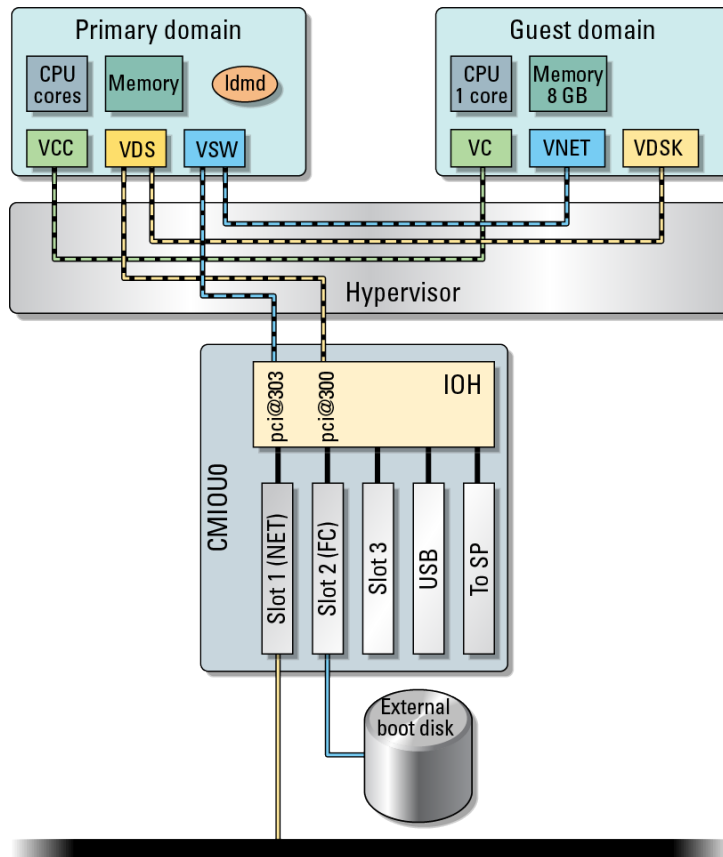 Primary domain
CPU
cores
Memory
ldmd
VCC
VDS
VSW
Guest domain
CPU
1 core
Memory
8 GB
VC
VNET
VDSK
Hypervisor
CMIOU0
pci@303
pci@300
IOH
Slot 1 (NET)
Slot 2 (FC)
Slot 3
USB
To SP
External
boot disk